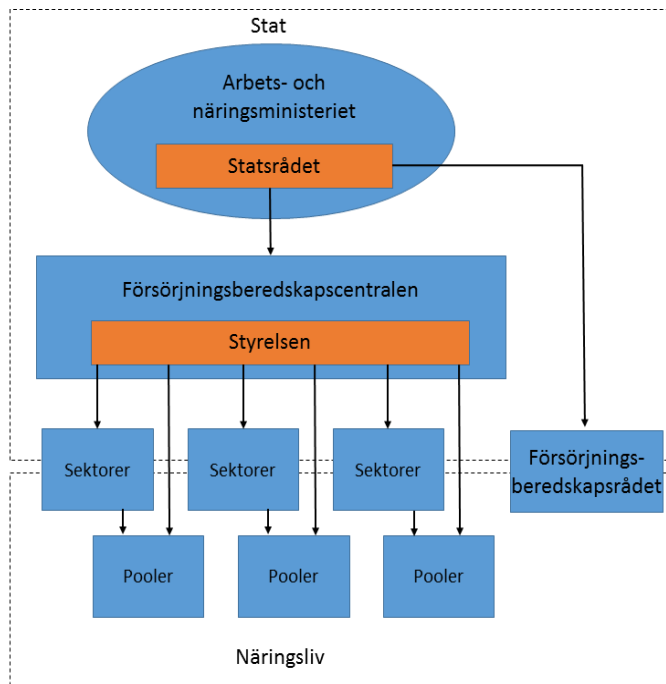 Stat
Arbets- och
näringsministeriet
Statsrådet
Försörjningsberedskapscentralen
Styrelsen
Sektorer
Sektorer
Sektorer
Försörjnings-
beredskapsrådet
Pooler
Pooler
Pooler
Näringsliv